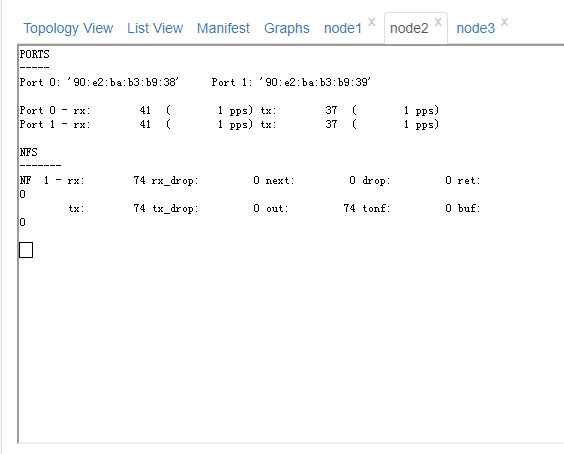 Topology View List View Manifest Graphs node1 x node2 x node3 x
PORTS
-----
Port 0: '90:e2:ba:b3:b9:38' Port 1: '90:e2:ba:b3:b9:39'
Port 0 - rx: 41 ( 1 pps) tx: 37 ( 1 pps)
Port 1 - rx: 41 ( 1 pps) tx: 37 ( 1 pps)
NFS
-------
NF 1 - rx: 74 rx_drop: 0 next: 0 drop: 0 ret:
0
tx: 74 tx_drop: 0 out: 74 tonf: 0 buf:
0